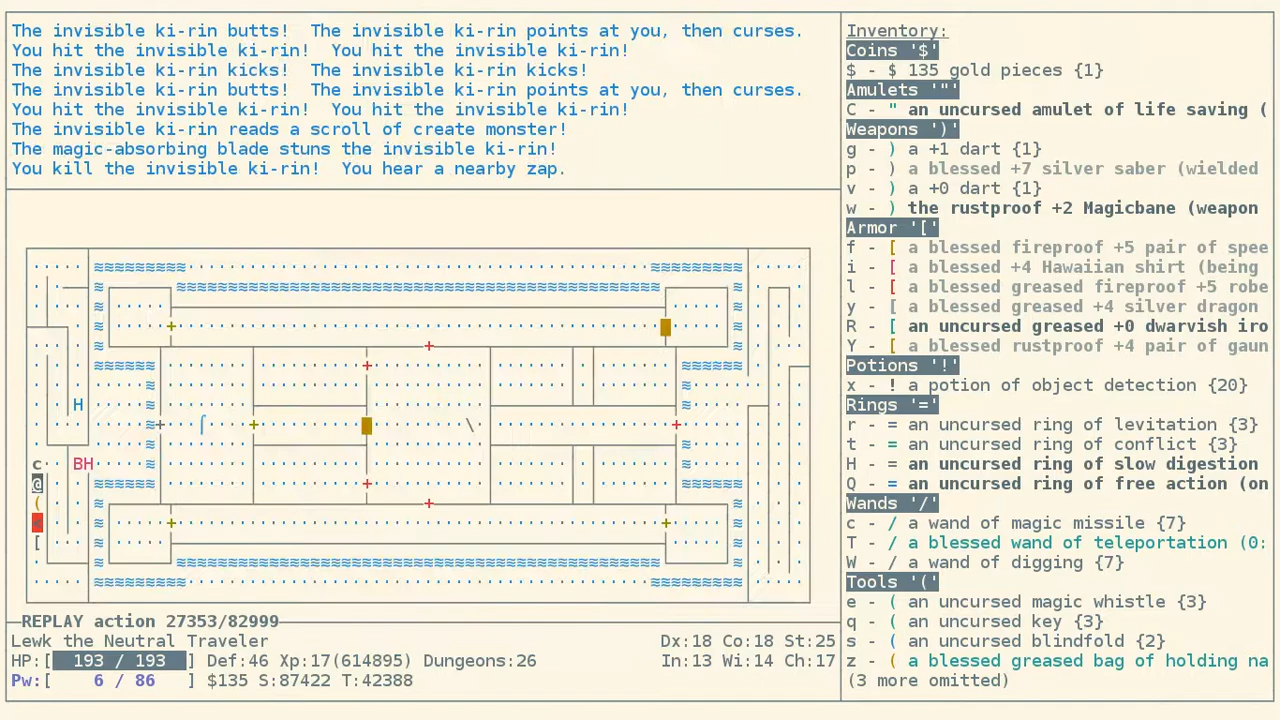 The invisible ki-rin butts!  The invisible ki-rin points at you, then curses.
You hit the invisible ki-rin!  You hit the invisible ki-rin!
The invisible ki-rin kicks!  The invisible ki-rin kicks!
The invisible ki-rin butts!  The invisible ki-rin points at you, then curses.
You hit the invisible ki-rin!  You hit the invisible ki-rin!
The invisible ki-rin reads a scroll of create monster!
The magic-absorbing blade stuns the invisible ki-rin!
You kill the invisible ki-rin!  You hear a nearby zap.
H
c BH
@
(
<
[
REPLAY action 27353/82999
Lewk the Neutral Traveler Dx:18 Co:18 St:25
HP:[ 193 / 193 ] Def:46 Xp:17(614895) Dungeons:26 In:13 Wi:14 Ch:17
Pw:[ 6 / 86 ] $135 S:87422 T:42388
Inventory:
Coins '$'
$ - $ 135 gold pieces {1}
Amulets '"'
C - " an uncursed amulet of life saving (
Weapons ')'
g - ) a +1 dart {1}
p - ) a blessed +7 silver saber (wielded
v - ) a +0 dart {1}
w - ) the rustproof +2 Magicbane (weapon
Armor '['
f - [ a blessed fireproof +5 pair of spee
i - [ a blessed +4 Hawaiian shirt (being
l - [ a blessed greased fireproof +5 robe
y - [ a blessed greased +4 silver dragon
R - [ an uncursed greased +0 dwarvish iro
Y - [ a blessed rustproof +4 pair of gaun
Potions '!'
x - ! a potion of object detection {20}
Rings '='
r - = an uncursed ring of levitation {3}
t - = an uncursed ring of conflict {3}
H - = an uncursed ring of slow digestion
Q - = an uncursed ring of free action (on
Wands '/'
c - / a wand of magic missile {7}
T - / a blessed wand of teleportation (0:
W - / a wand of digging {7}
Tools '('
e - ( an uncursed magic whistle {3}
q - ( an uncursed key {3}
s - ( an uncursed blindfold {2}
z - ( a blessed greased bag of holding na
(3 more omitted)